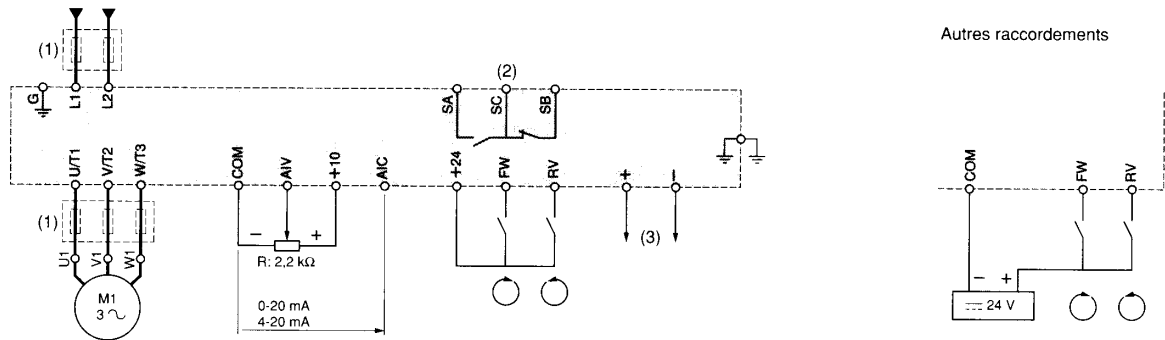 Autres raccordements
(1)
(2)
G
L1
L2
SA
SC
SB
U/T1
V/T2
W/T3
COM
AIV
+10
AIC
+24
FW
RV
+
−
COM
FW
RV
(1)
− +
(3)
U1
V1
W1
R: 2,2 kΩ
− +
M1
3
0-20 mA
4-20 mA
24 V